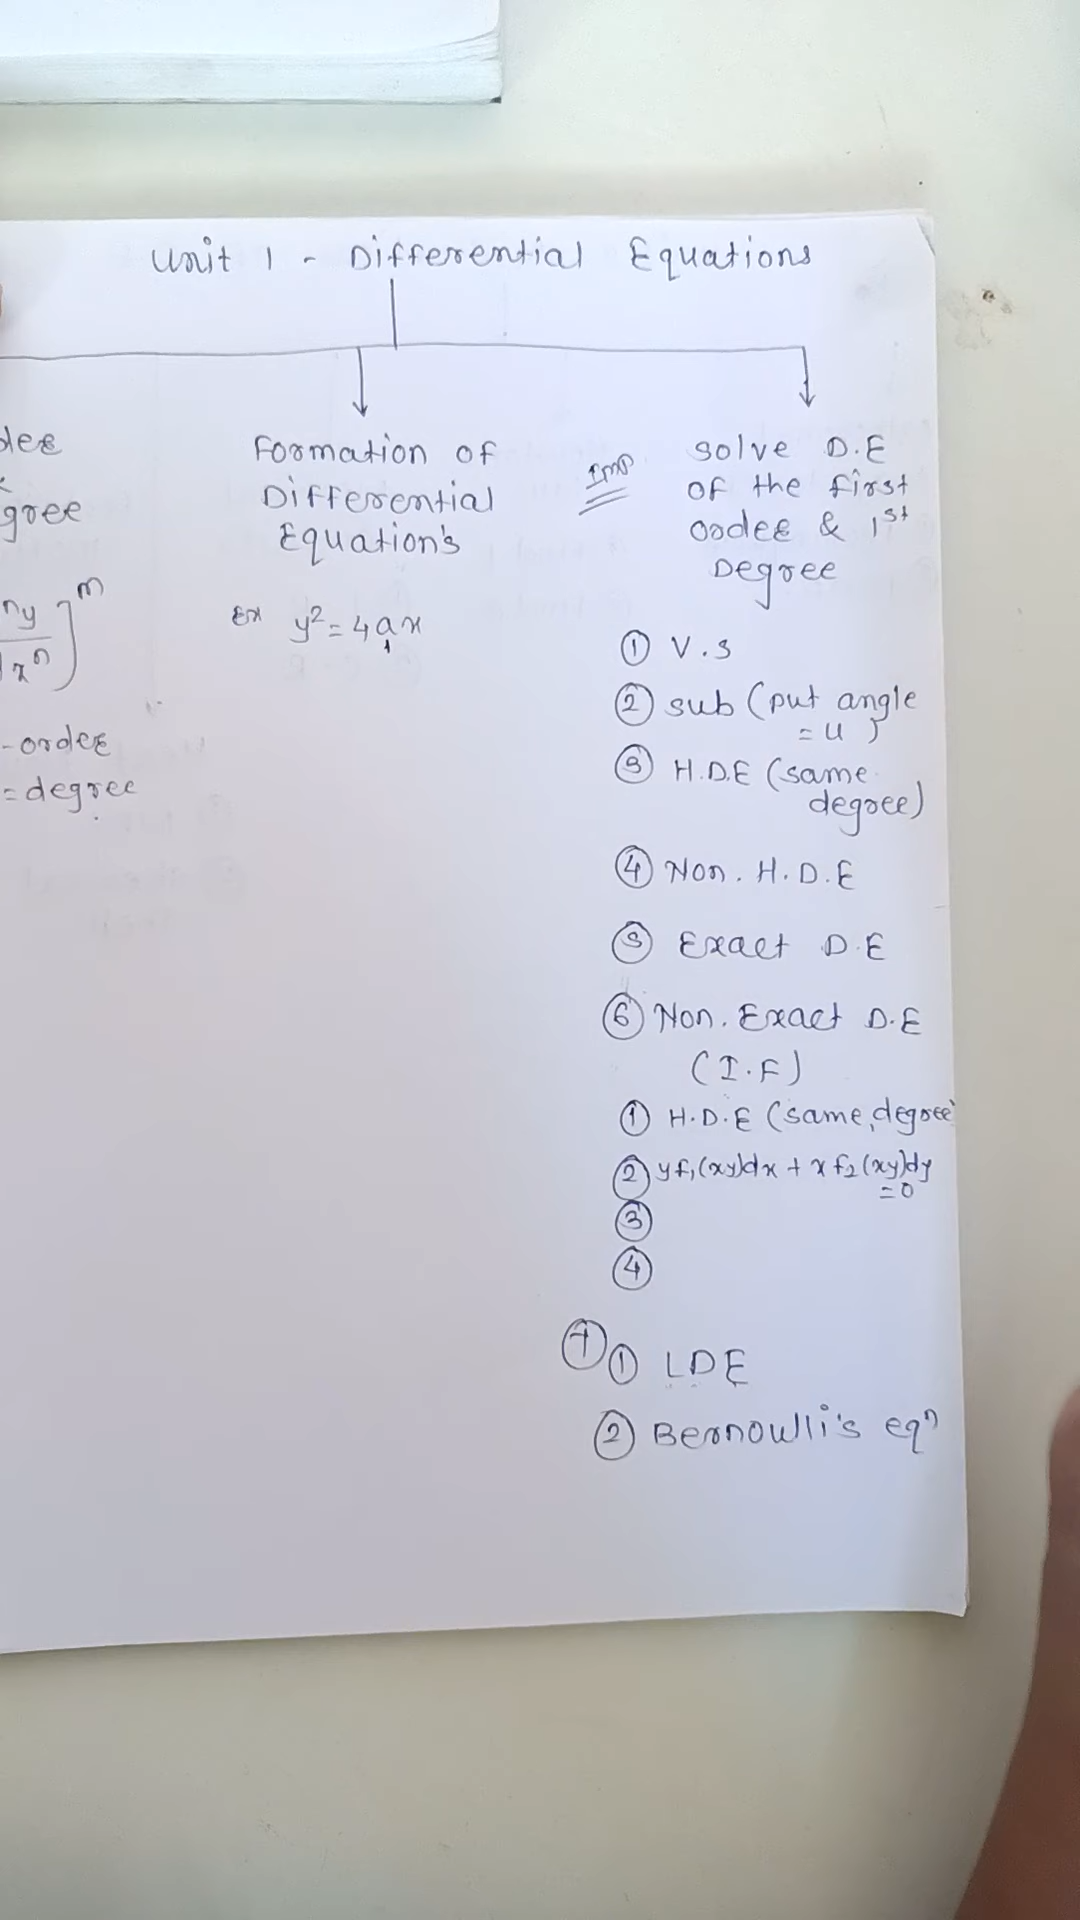 Unit 1 - Differential Equations
gree
ny
m
xⁿ
- order
= degree
Formation of
Differential
Equation's
Ex y² = 4ax
1
Imp
solve D.E
of the first
order & 1st
Degree
① V.S
② sub (put angle
= u)
③ H.D.E (same
degree)
④ Non. H.D.E
⑤ Exact D.E
⑥ Non. Exact D.E
(I.F)
① H.D.E (same, degree
② yf₁(xy)dx + xf₂(xy)dy
= 0
③
④
⑦ ① LDE
② Bernoulli's eqⁿ